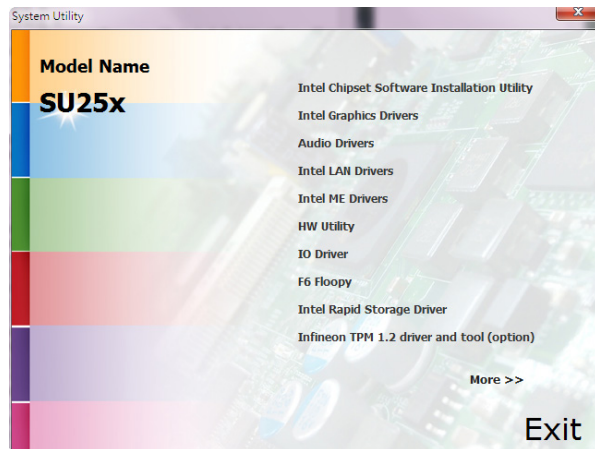 System Utility
Model Name
SU25x
Intel Chipset Software Installation Utility
Intel Graphics Drivers
Audio Drivers
Intel LAN Drivers
Intel ME Drivers
HW Utility
IO Driver
F6 Floopy
Intel Rapid Storage Driver
Infineon TPM 1.2 driver and tool (option)
More >>
Exit